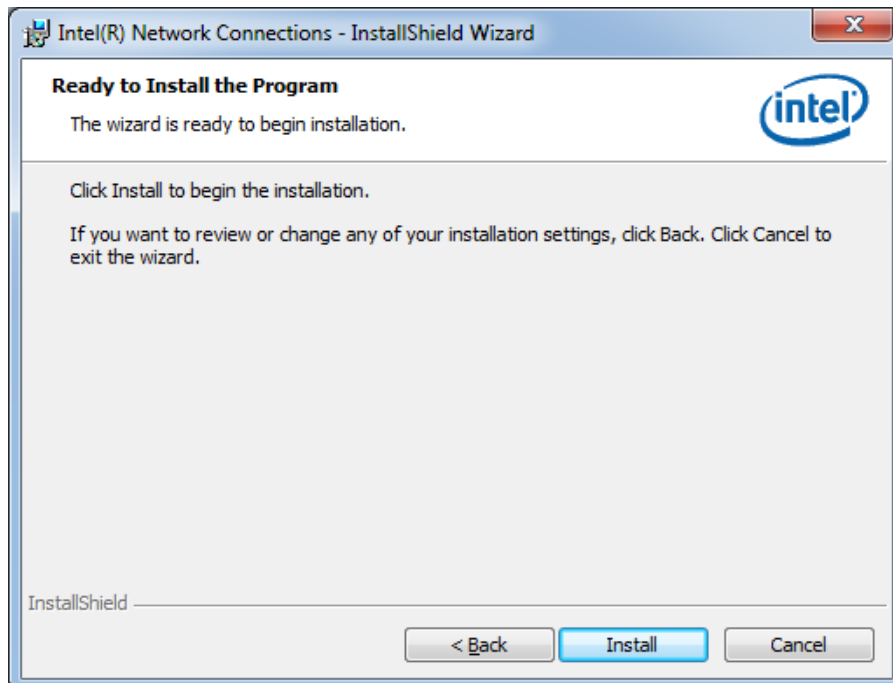 Intel(R) Network Connections - InstallShield Wizard
X
Ready to Install the Program
The wizard is ready to begin installation.
intel
Click Install to begin the installation.
If you want to review or change any of your installation settings, click Back. Click Cancel to
exit the wizard.
InstallShield
< Back
Install
Cancel